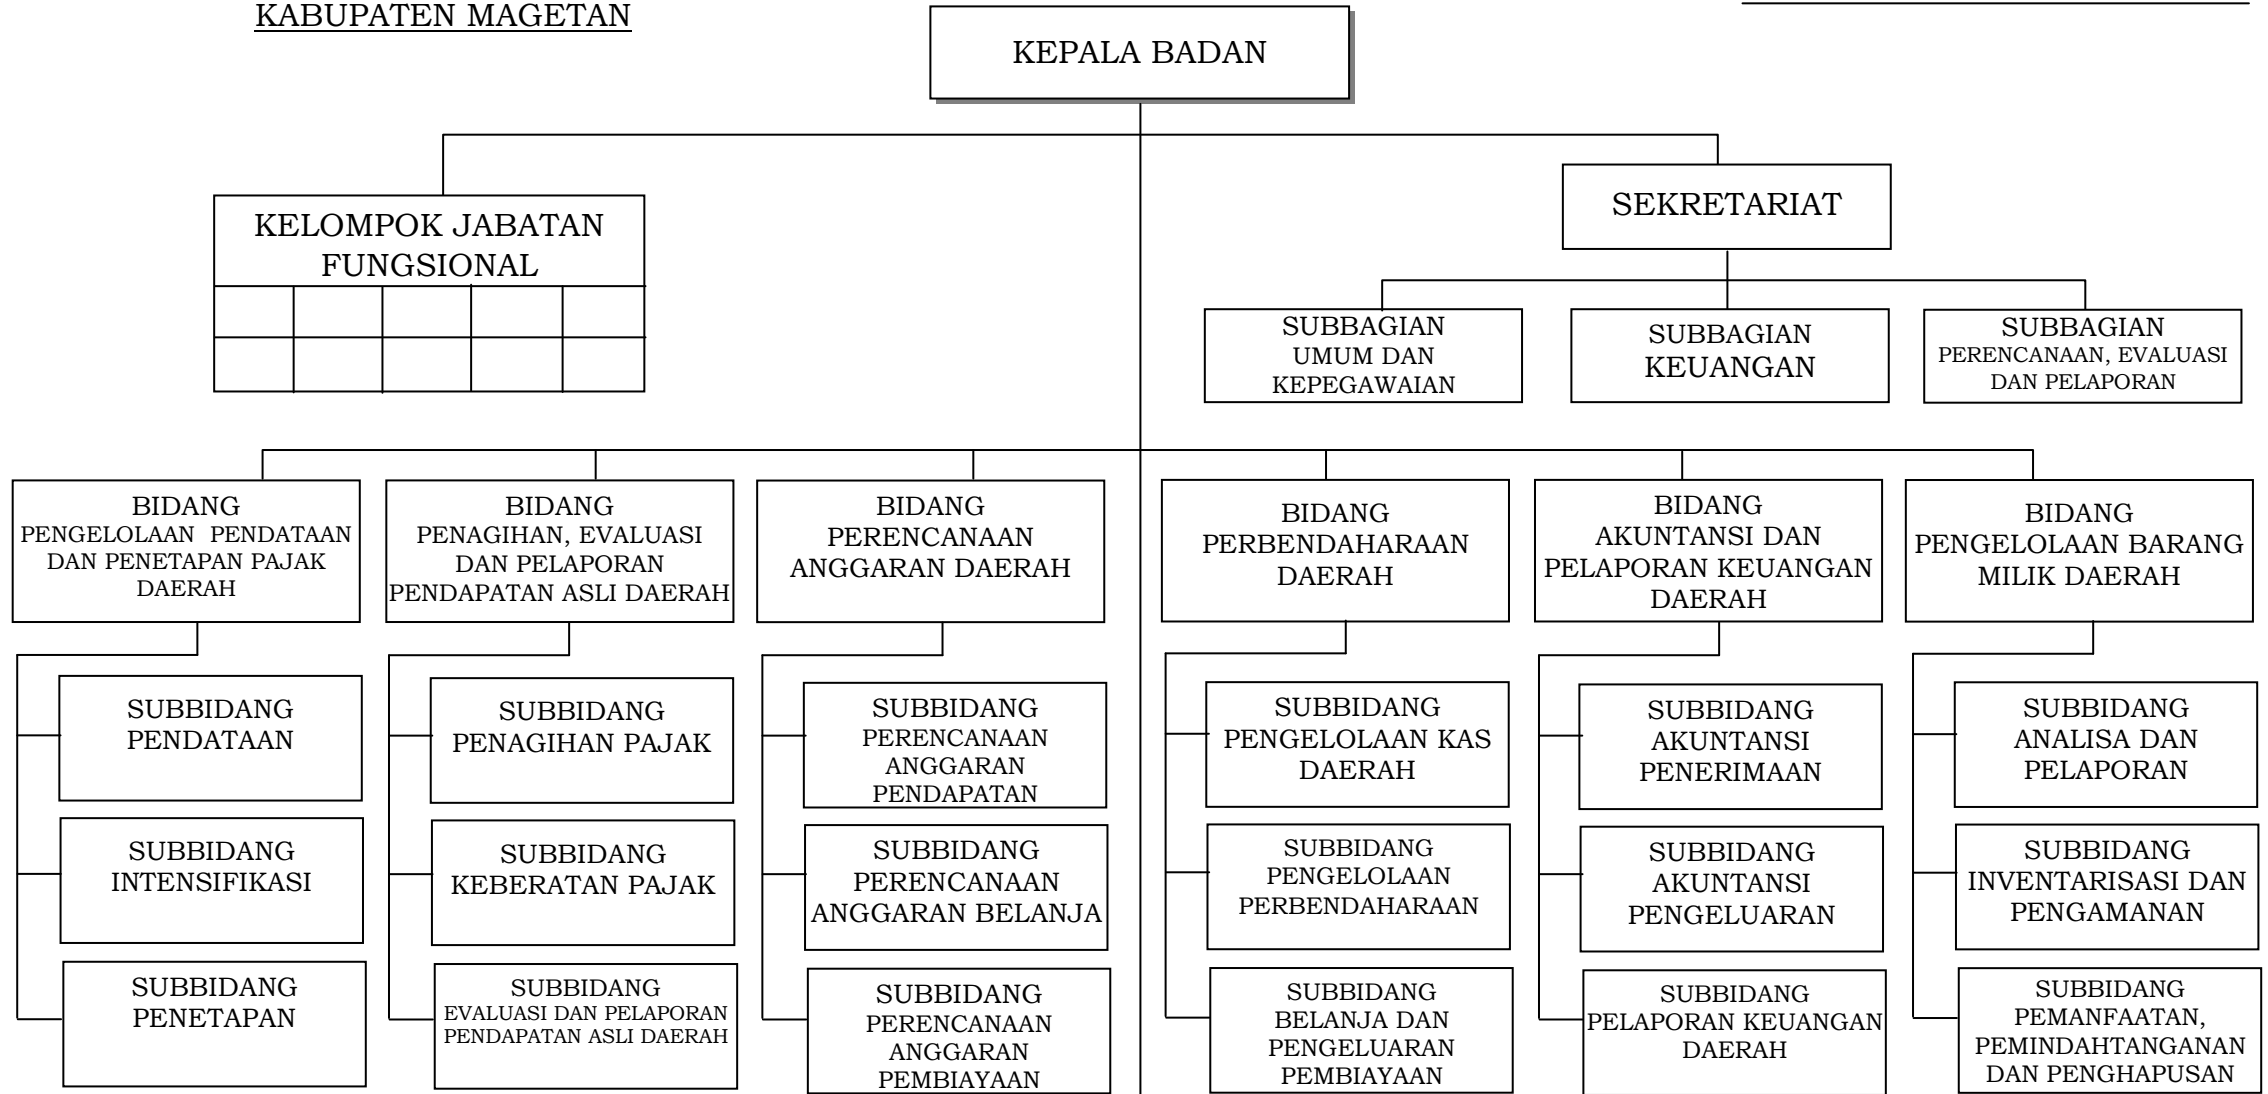 KABUPATEN MAGETAN
KEPALA BADAN
KELOMPOK JABATAN
FUNGSIONAL
SEKRETARIAT
SUBBAGIAN
UMUM DAN
KEPEGAWAIAN
SUBBAGIAN
KEUANGAN
SUBBAGIAN
PERENCANAAN, EVALUASI
DAN PELAPORAN
BIDANG
PENGELOLAAN PENDATAAN
DAN PENETAPAN PAJAK
DAERAH
BIDANG
PENAGIHAN, EVALUASI
DAN PELAPORAN
PENDAPATAN ASLI DAERAH
BIDANG
PERENCANAAN
ANGGARAN DAERAH
BIDANG
PERBENDAHARAAN
DAERAH
BIDANG
AKUNTANSI DAN
PELAPORAN KEUANGAN
DAERAH
BIDANG
PENGELOLAAN BARANG
MILIK DAERAH
SUBBIDANG
PENDATAAN
SUBBIDANG
PENAGIHAN PAJAK
SUBBIDANG
PERENCANAAN
ANGGARAN
PENDAPATAN
SUBBIDANG
PENGELOLAAN KAS
DAERAH
SUBBIDANG
AKUNTANSI
PENERIMAAN
SUBBIDANG
ANALISA DAN
PELAPORAN
SUBBIDANG
INTENSIFIKASI
SUBBIDANG
KEBERATAN PAJAK
SUBBIDANG
PERENCANAAN
ANGGARAN BELANJA
SUBBIDANG
PENGELOLAAN
PERBENDAHARAAN
SUBBIDANG
AKUNTANSI
PENGELUARAN
SUBBIDANG
INVENTARISASI DAN
PENGAMANAN
SUBBIDANG
PENETAPAN
SUBBIDANG
EVALUASI DAN PELAPORAN
PENDAPATAN ASLI DAERAH
SUBBIDANG
PERENCANAAN
ANGGARAN
PEMBIAYAAN
SUBBIDANG
BELANJA DAN
PENGELUARAN
PEMBIAYAAN
SUBBIDANG
PELAPORAN KEUANGAN
DAERAH
SUBBIDANG
PEMANFAATAN,
PEMINDAHTANGANAN
DAN PENGHAPUSAN